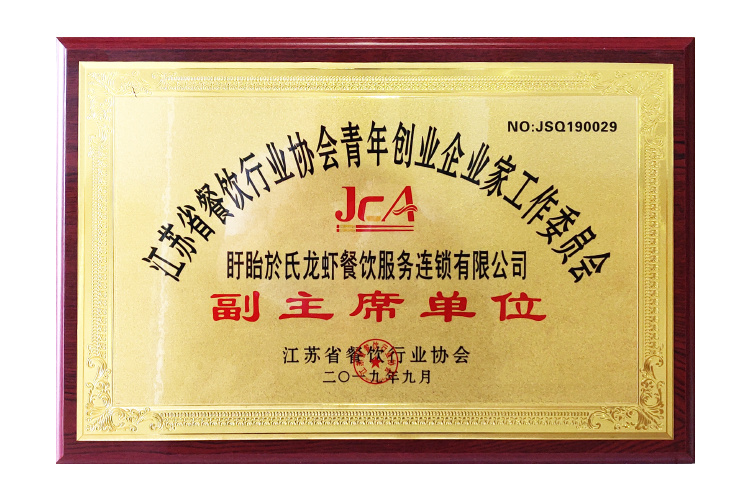 NO:JSQ190029
江苏省餐饮行业协会青年创业企业家工作委员会
JCA
盱眙於氏龙虾餐饮服务连锁有限公司
副主席单位
江苏省餐饮行业协会
二〇一九年九月